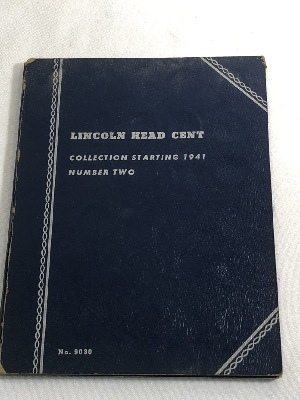 LINCOLN HEAD CENT
COLLECTION STARTING 1941
NUMBER TWO
No. 9030